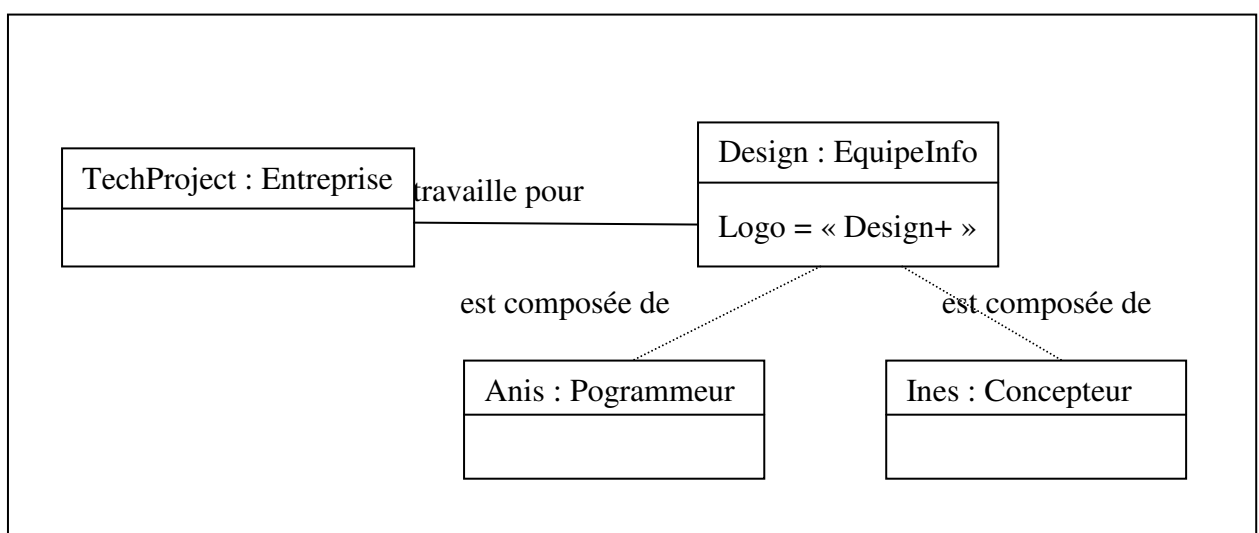 TechProject : Entreprise
travaille pour
Design : EquipeInfo
Logo = « Design+ »
est composée de
est composée de
Anis : Pogrammeur
Ines : Concepteur